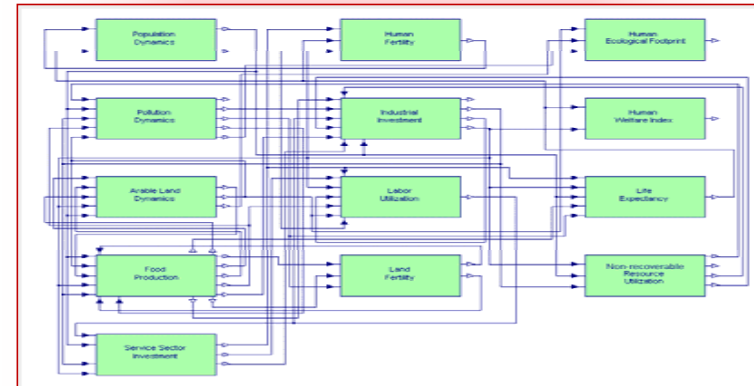 Population
Dynamics
Human
Fertility
Human
Ecological Footprint
Pollution
Dynamics
Industrial
Investment
Human
Welfare Index
Arable Land
Dynamics
Labor
Utilization
Life
Expectancy
Food
Production
Land
Fertility
Non-recoverable
Resource
Utilization
Service Sector
Investment